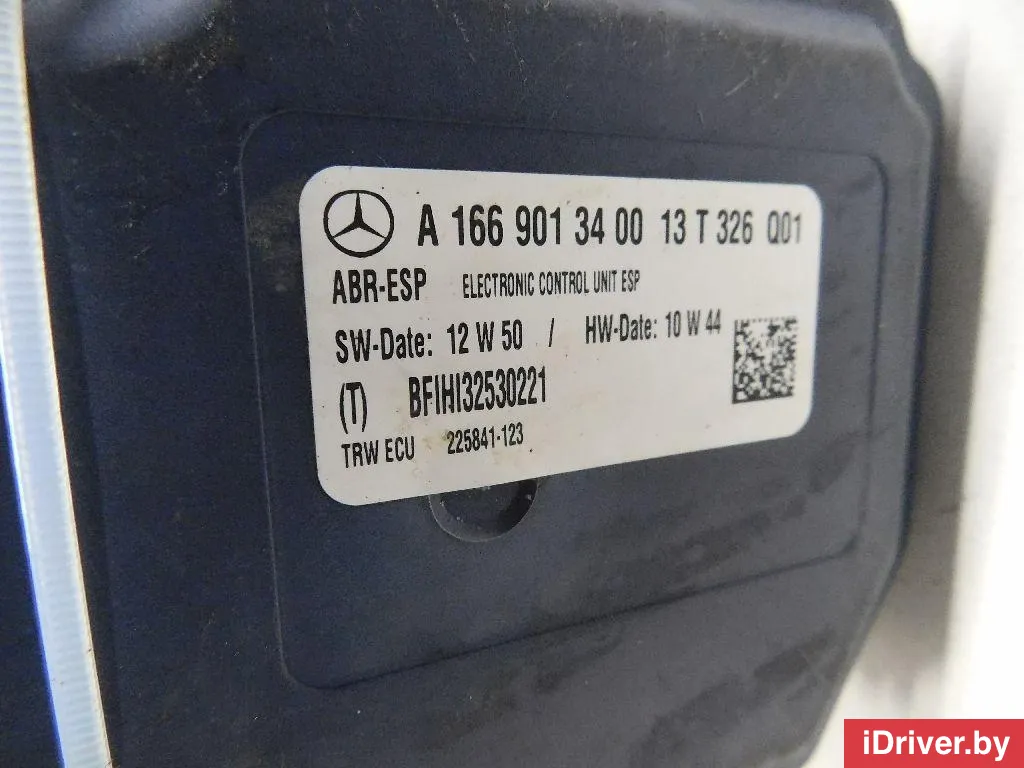 A 166 901 34 00 13 T 326 Q01
ABR-ESP ELECTRONIC CONTROL UNIT ESP
SW-Date: 12 W 50 / HW-Date: 10 W 44
(T) BFIHI32530221
TRW ECU 225841-123
iDriver.by